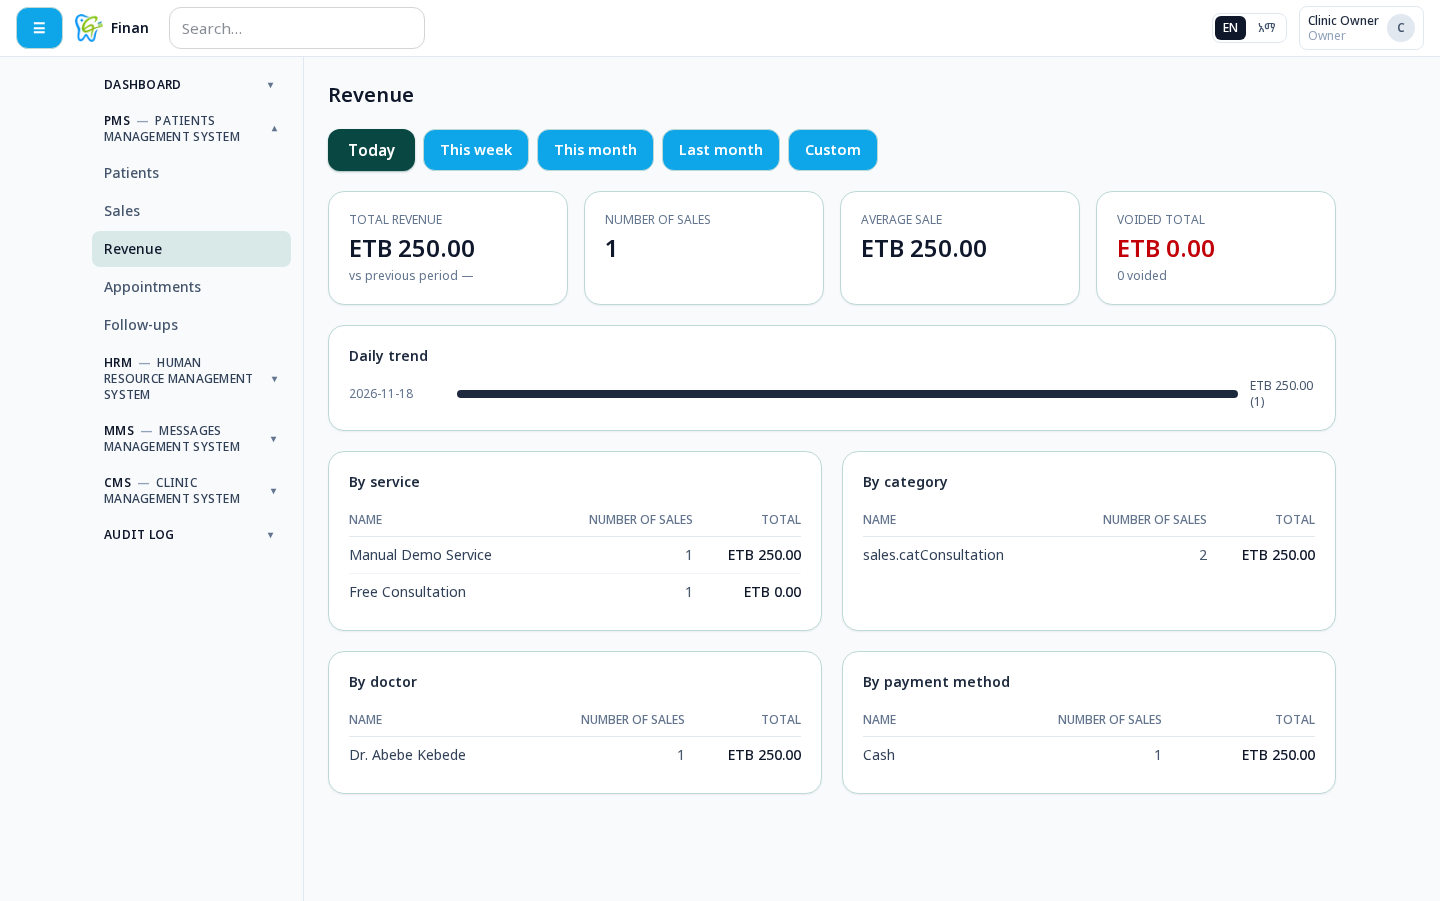 ☰
Finan
Search...
EN
አማ
Clinic Owner
Owner
C
DASHBOARD ▾
PMS — PATIENTS
MANAGEMENT SYSTEM ▴
Patients
Sales
Revenue
Appointments
Follow-ups
HRM — HUMAN
RESOURCE MANAGEMENT
SYSTEM ▾
MMS — MESSAGES
MANAGEMENT SYSTEM ▾
CMS — CLINIC
MANAGEMENT SYSTEM ▾
AUDIT LOG ▾
Revenue
Today This week This month Last month Custom
TOTAL REVENUE
ETB 250.00
vs previous period —
NUMBER OF SALES
1
AVERAGE SALE
ETB 250.00
VOIDED TOTAL
ETB 0.00
0 voided
Daily trend
2026-11-18 ETB 250.00
(1)
By service
NAME NUMBER OF SALES TOTAL
Manual Demo Service 1 ETB 250.00
Free Consultation 1 ETB 0.00
By category
NAME NUMBER OF SALES TOTAL
sales.catConsultation 2 ETB 250.00
By doctor
NAME NUMBER OF SALES TOTAL
Dr. Abebe Kebede 1 ETB 250.00
By payment method
NAME NUMBER OF SALES TOTAL
Cash 1 ETB 250.00